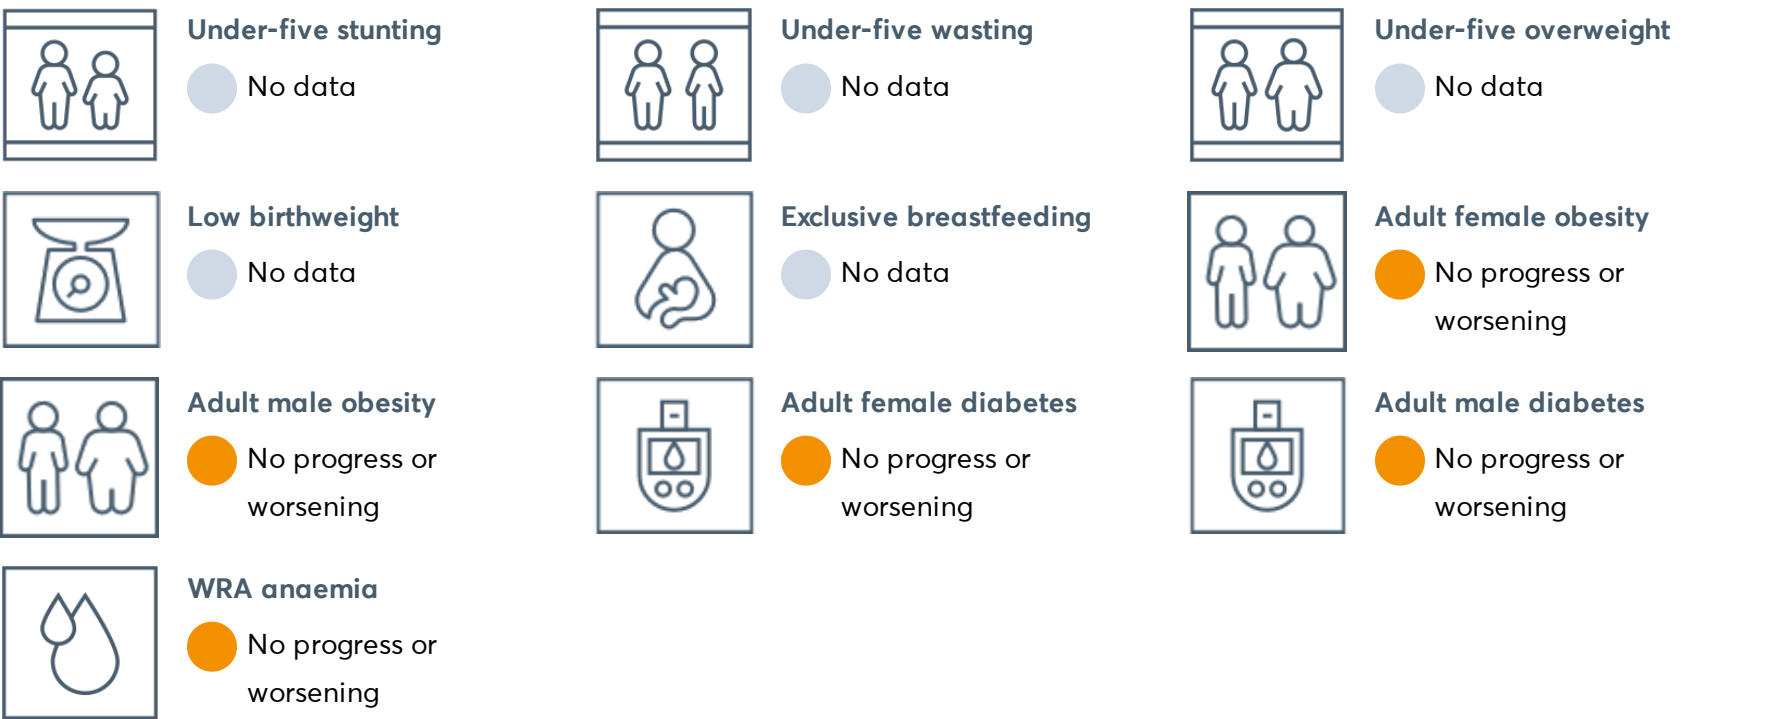 Under-five stunting
No data
Under-five wasting
No data
Under-five overweight
No data
Low birthweight
No data
Exclusive breastfeeding
No data
Adult female obesity
No progress or
worsening
Adult male obesity
No progress or
worsening
Adult female diabetes
No progress or
worsening
Adult male diabetes
No progress or
worsening
WRA anaemia
No progress or
worsening